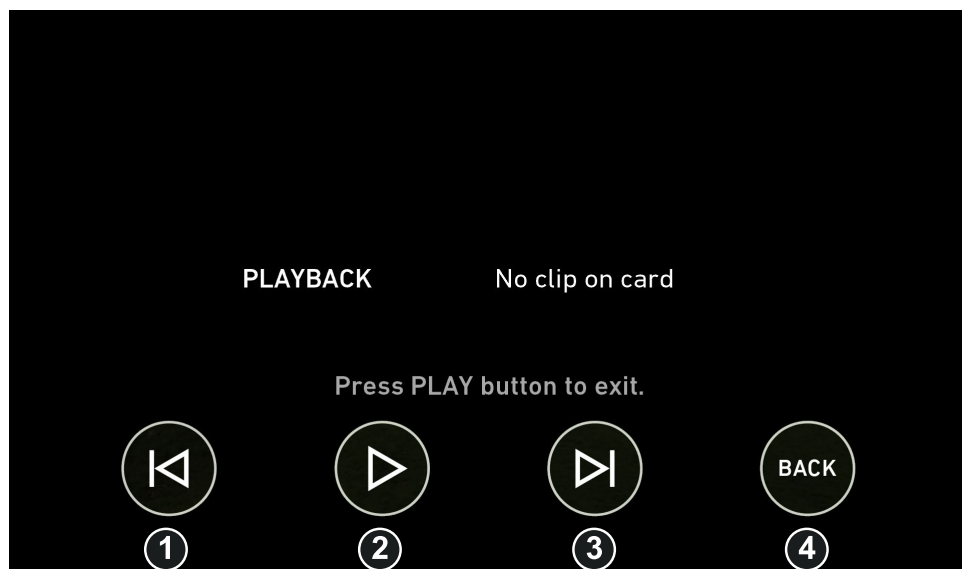 PLAYBACK No clip on card
Press PLAY button to exit.
BACK
1 2 3 4